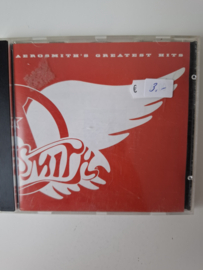 AEROSMITH'S GREATEST HITS
€ 3,-